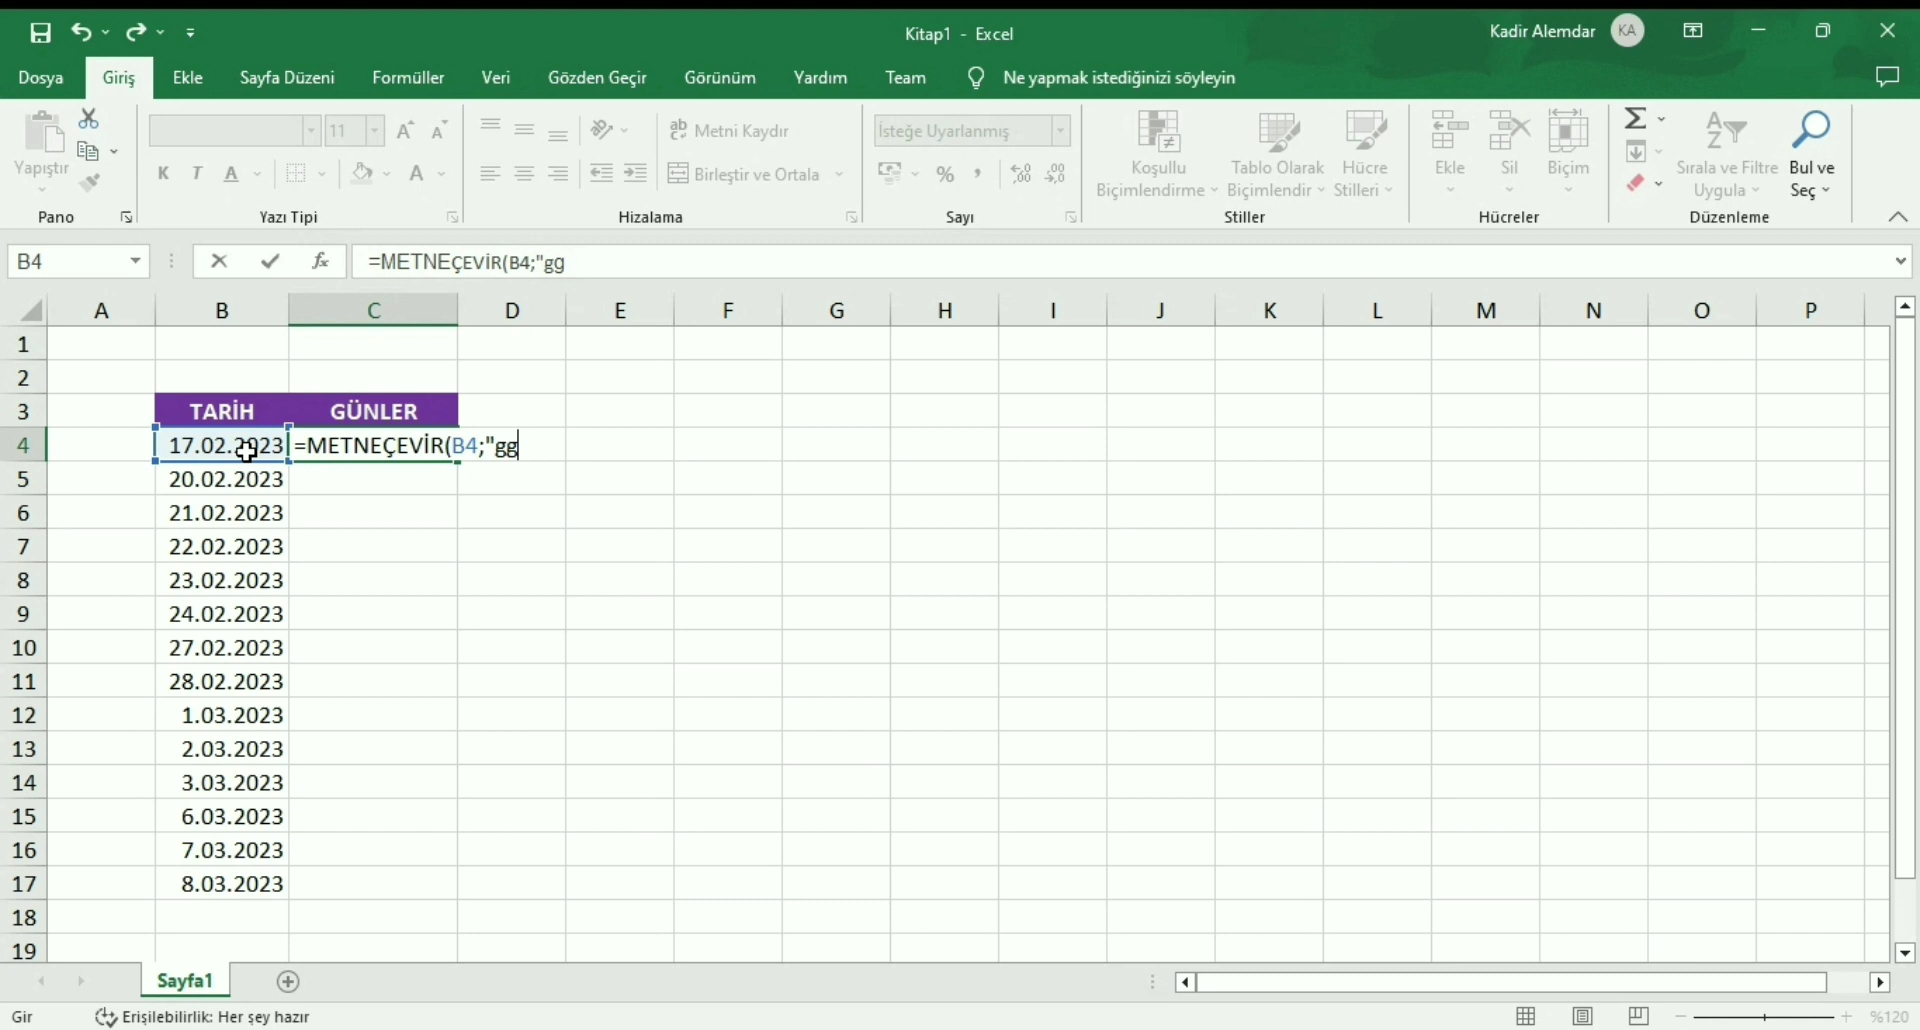 Kitap1 - Excel
Kadir Alemdar KA
Dosya Giriş Ekle Sayfa Düzeni Formüller Veri Gözden Geçir Görünüm Yardım Team Ne yapmak istediğinizi söyleyin
Yapıştır
11
K T A
A
ab Metni Kaydır
Birleştir ve Ortala
İsteğe Uyarlanmış
%
Koşullu Biçimlendirme
Tablo Olarak Biçimlendir
Hücre Stilleri
Ekle Sil Biçim
Sırala ve Filtre Uygula
Bul ve Seç
Pano Yazı Tipi Hizalama Sayı Stiller Hücreler Düzenleme
B4 fx =METNEÇEVİR(B4;"gg
A B C D E F G H I J K L M N O P
1
2
3 TARİH GÜNLER
4 17.02.2023 =METNEÇEVİR(B4;"gg
5 20.02.2023
6 21.02.2023
7 22.02.2023
8 23.02.2023
9 24.02.2023
10 27.02.2023
11 28.02.2023
12 1.03.2023
13 2.03.2023
14 3.03.2023
15 6.03.2023
16 7.03.2023
17 8.03.2023
18
19
Sayfa1
Gir Erişilebilirlik: Her şey hazır %120